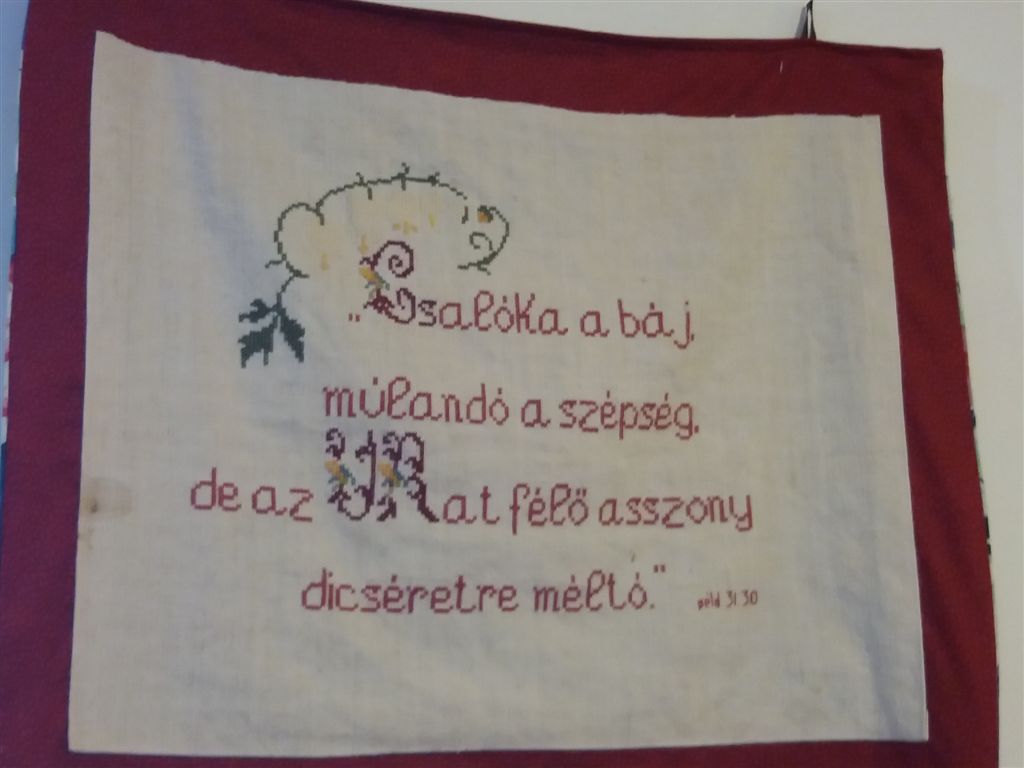 „Csalóka a báj,
múlandó a szépség,
de az URat félő asszony
dicséretre méltó." péld 31 30